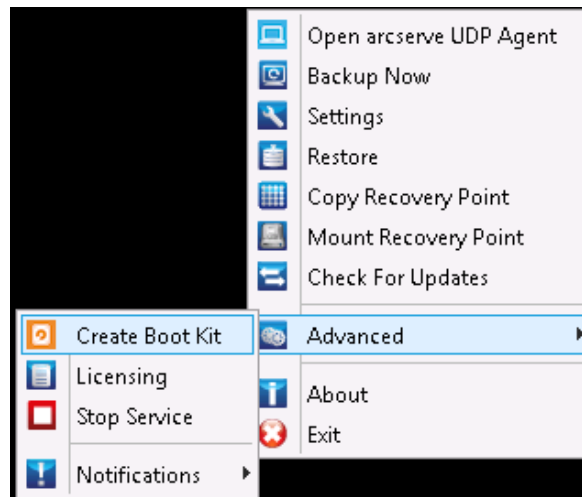 Open arcserve UDP Agent
Backup Now
Settings
Restore
Copy Recovery Point
Mount Recovery Point
Check For Updates
Advanced
About
Exit
Create Boot Kit
Licensing
Stop Service
Notifications